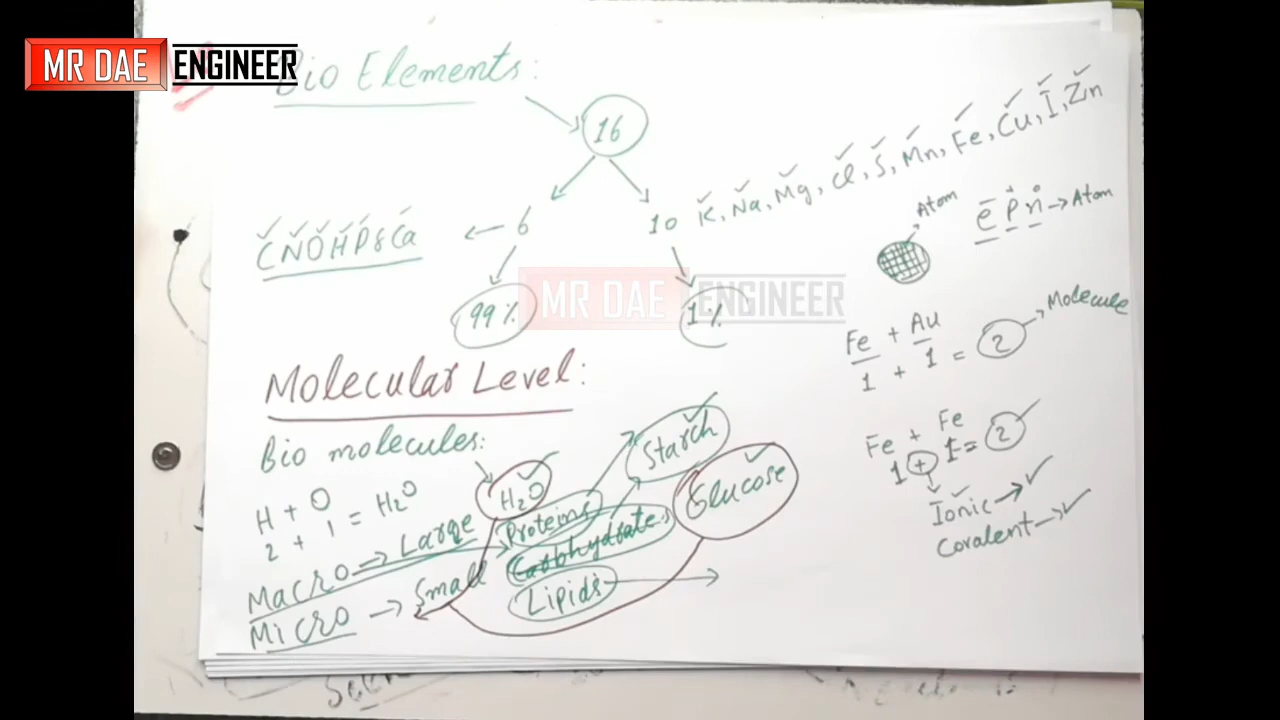 MR DAE ENGINEER
Bio Elements:
16
6
10 K, Na, Mg, Cl, S, Mn, Fe, Cu, I, Zn
C N O H P & Ca
99 %
1 %
MR DAE ENGINEER
Atom
e⁻ p⁺ n° → Atom
Molecular Level:
Bio molecules:
H + O
2 + 1 = H₂O
Macro → Large
Micro → Small
H₂O
Proteins
Carbhydrate,
Lipids
Starch
Glucose
Fe + Au
1 + 1 = 2 → Molecule
Fe + Fe
1 + 1 = 2
Ionic →
Covalent →